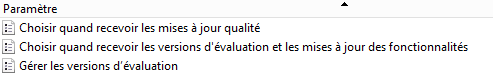 Paramètre
Choisir quand recevoir les mises à jour qualité
Choisir quand recevoir les versions d'évaluation et les mises à jour des fonctionnalités
Gérer les versions d’évaluation